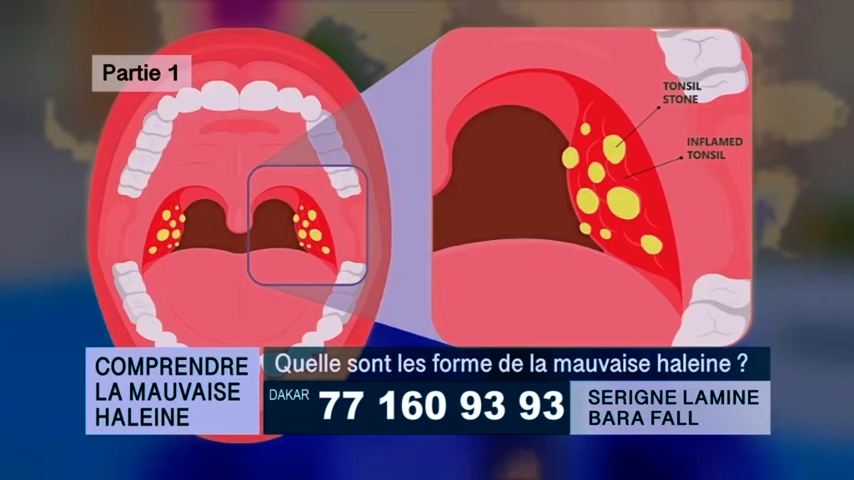 Partie 1
TONSIL
STONE
INFLAMED
TONSIL
COMPRENDRE
LA MAUVAISE
HALEINE
Quelle sont les forme de la mauvaise haleine ?
DAKAR 77 160 93 93
SERIGNE LAMINE
BARA FALL